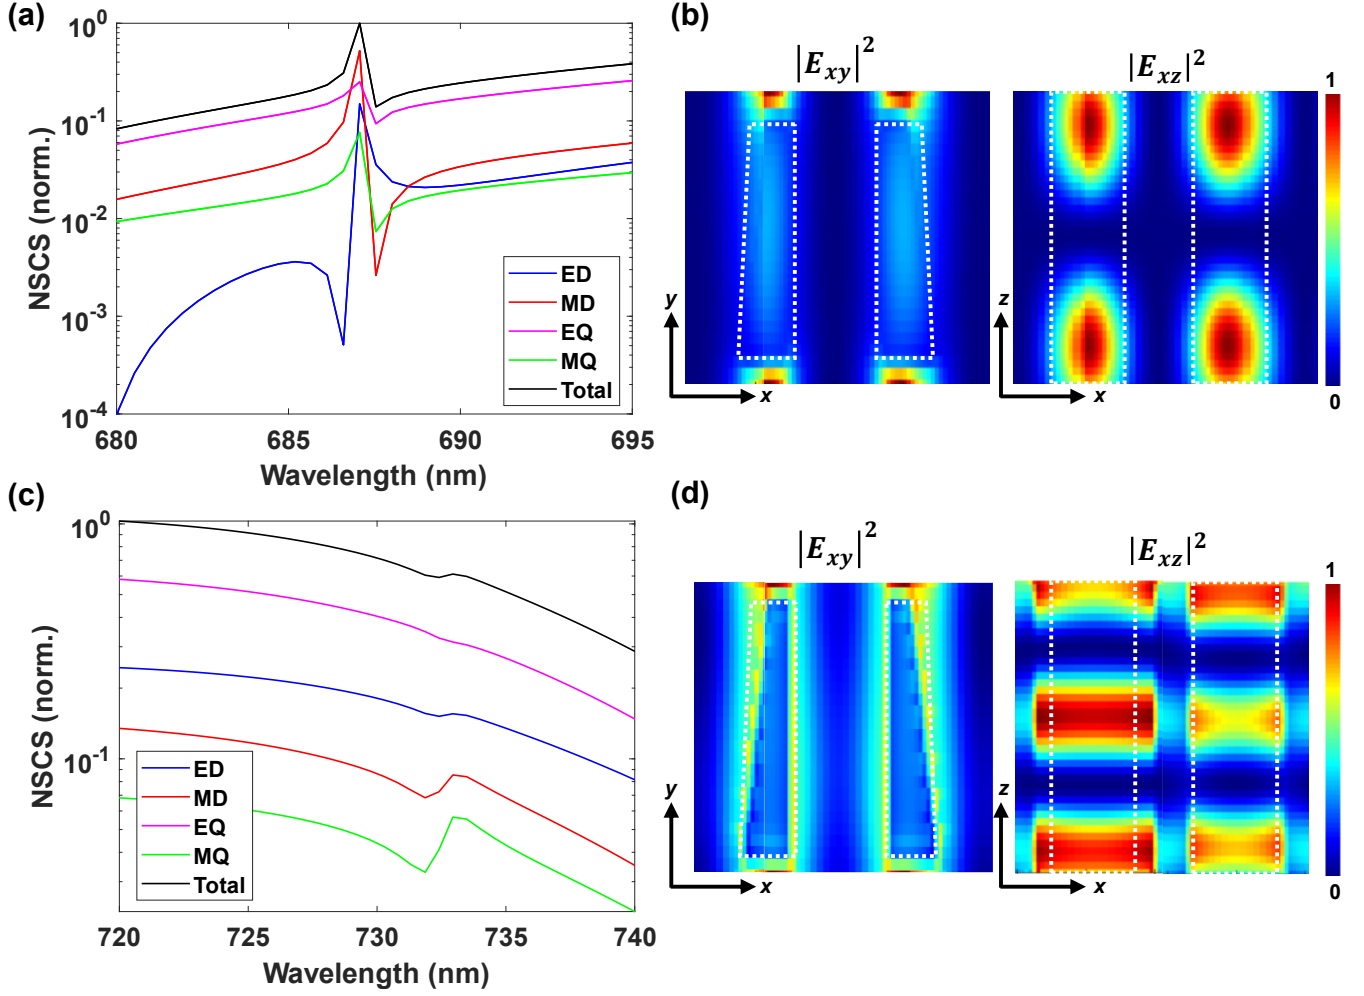 (a)
NSCS (norm.)
10^0
10^-1
10^-2
10^-3
10^-4
680
685
690
695
Wavelength (nm)
ED
MD
EQ
MQ
Total
(b)
|E_xy|^2
|E_xz|^2
y
x
z
x
1
0
(c)
NSCS (norm.)
10^0
10^-1
720
725
730
735
740
Wavelength (nm)
ED
MD
EQ
MQ
Total
(d)
|E_xy|^2
|E_xz|^2
y
x
z
x
1
0